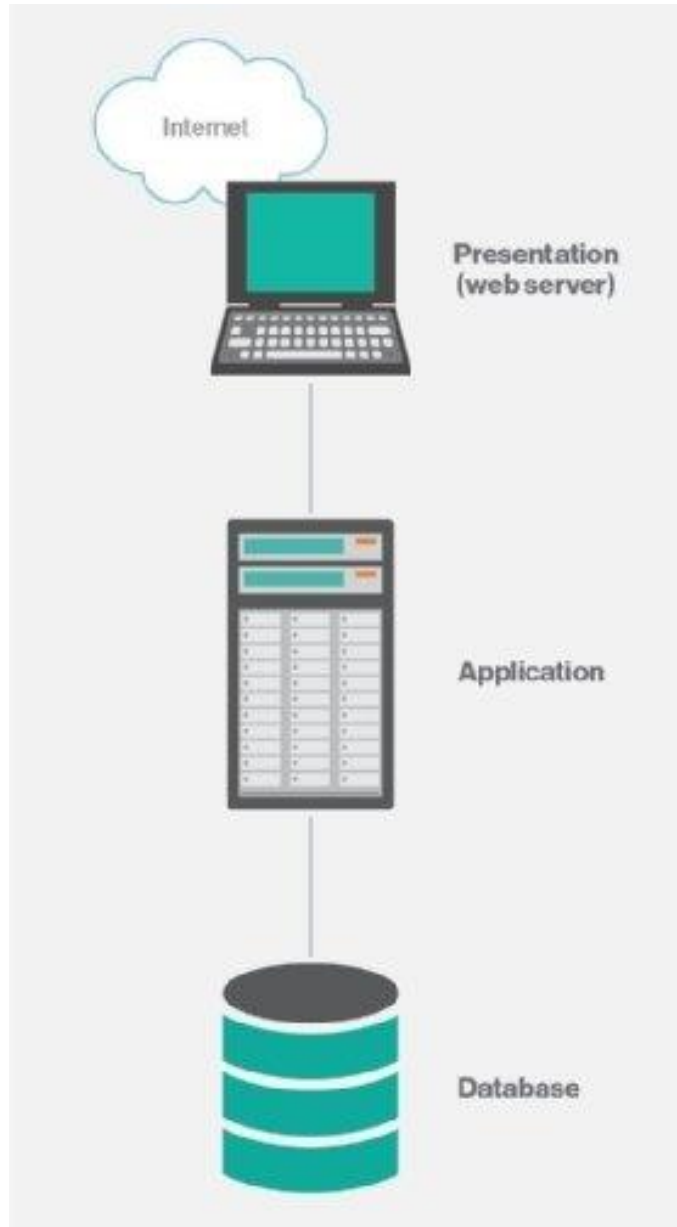 Internet
Presentation
(web server)
Application
Database